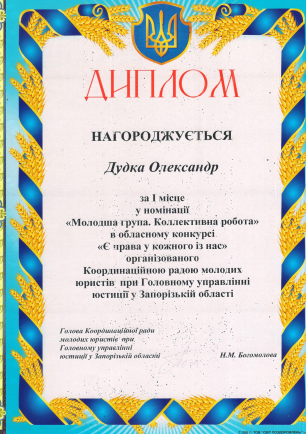 ДИПЛОМ
НАГОРОДЖУЄТЬСЯ
Дудка Олександр
за І місце
у номінації
«Молодша група. Коллективна робота»
в обласному конкурсі
«Є права у кожного із нас»
організованого
Координаційною радою молодих
юристів при Головному управлінні
юстиції у Запорізькій області
Голова Координаційної ради
молодих юристів при
Головному управлінні
юстиції у Запорізькій області
Н.М. Богомолова